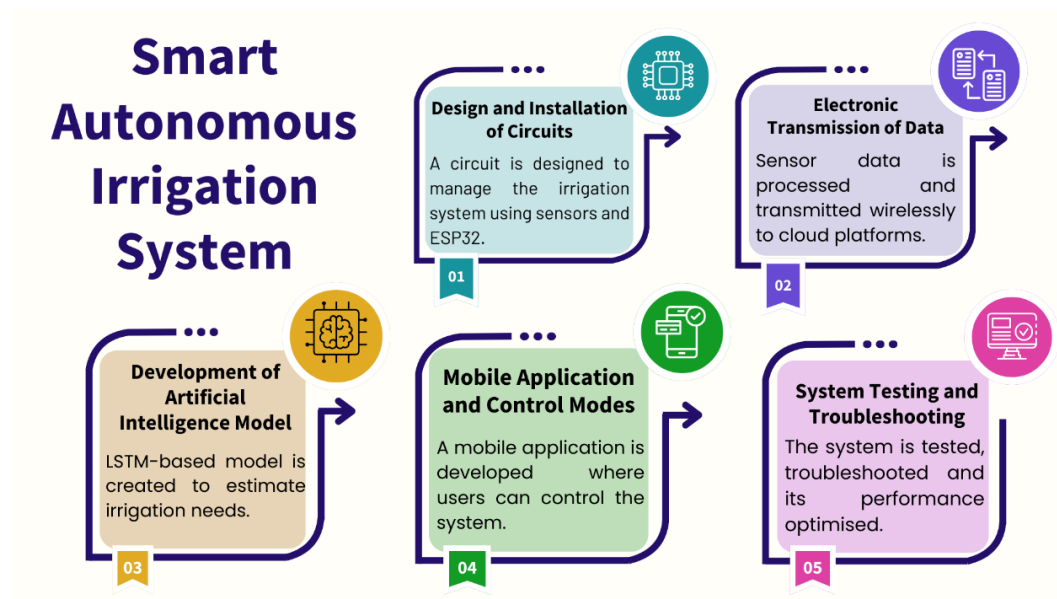 Smart
Autonomous
Irrigation
System
Design and Installation
of Circuits
A circuit is designed to
manage the irrigation
system using sensors and
ESP32.
01
Electronic
Transmission of Data
Sensor data is
processed and
transmitted wirelessly
to cloud platforms.
02
Development of
Artificial
Intelligence Model
LSTM-based model is
created to estimate
irrigation needs.
03
Mobile Application
and Control Modes
A mobile application is
developed where
users can control the
system.
04
System Testing and
Troubleshooting
The system is tested,
troubleshooted and
its performance
optimised.
05